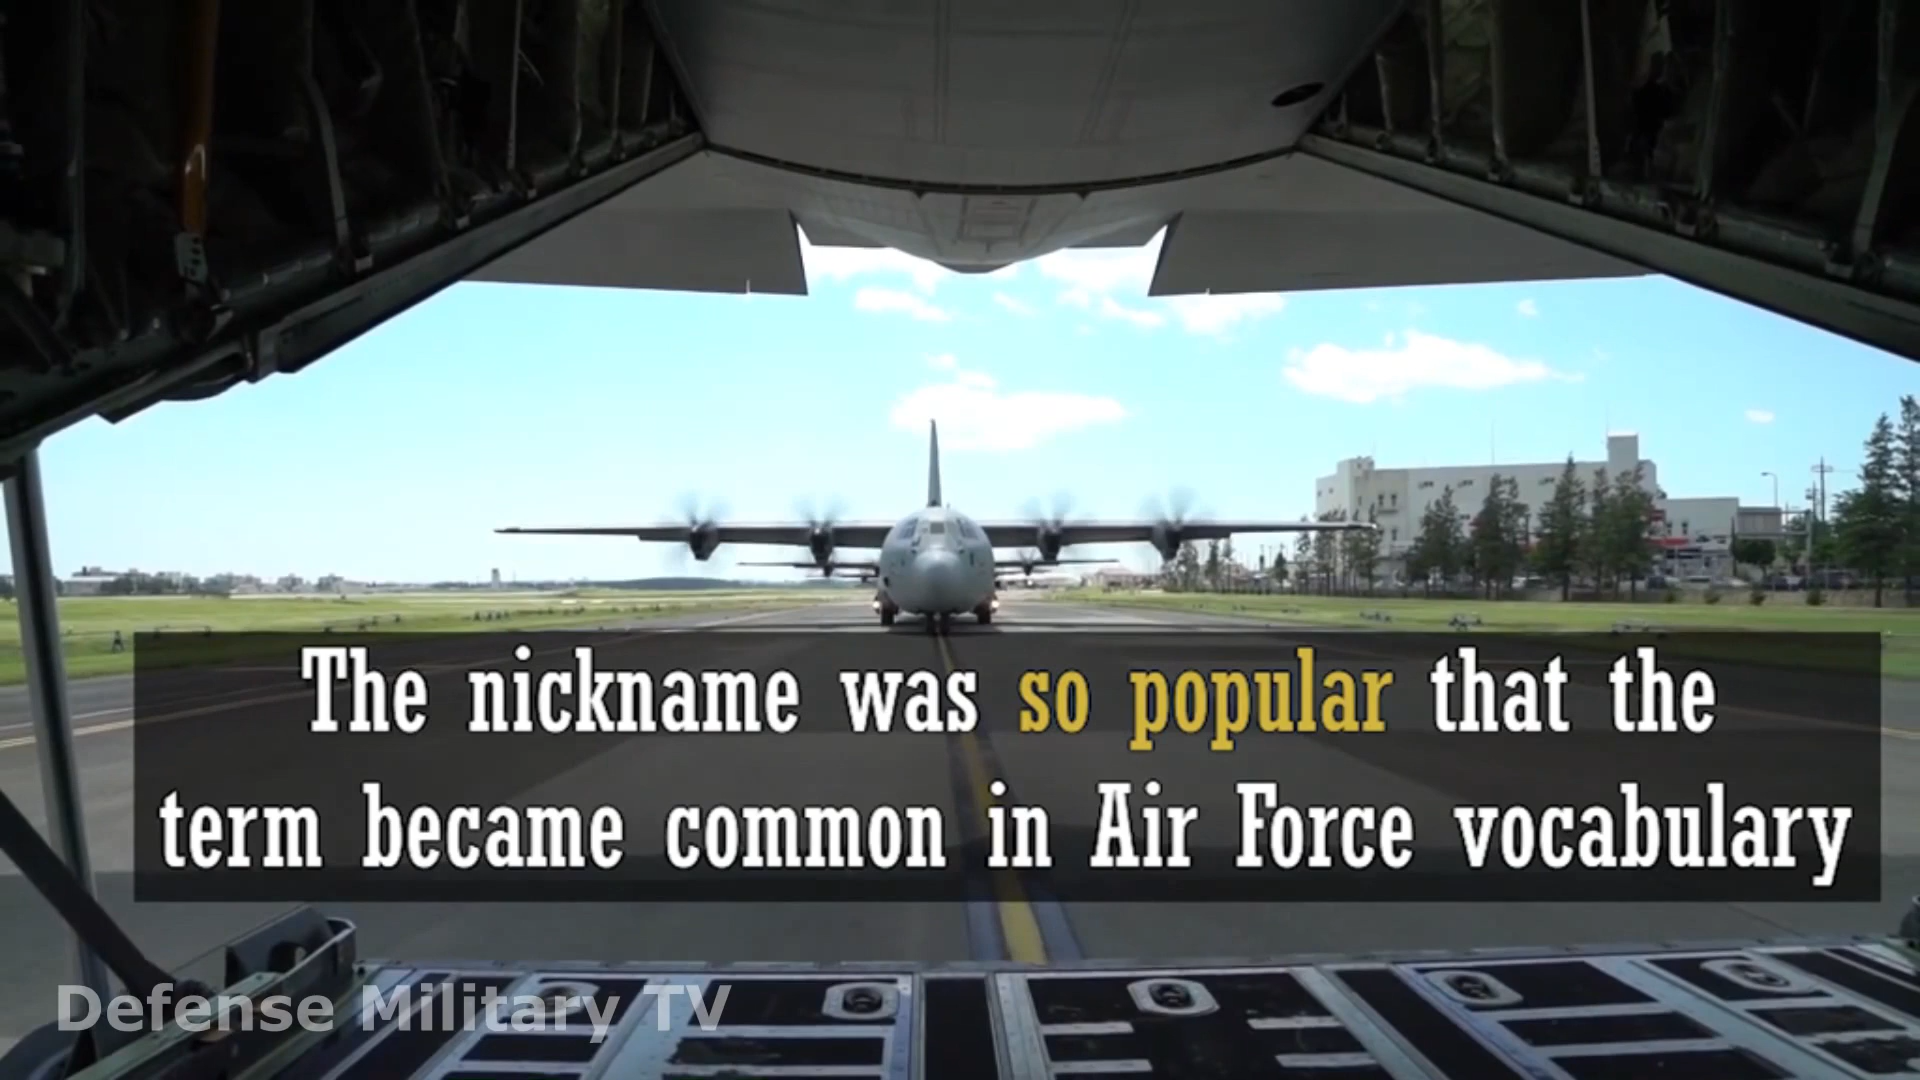 The nickname was so popular that the
term became common in Air Force vocabulary
Defense Military TV